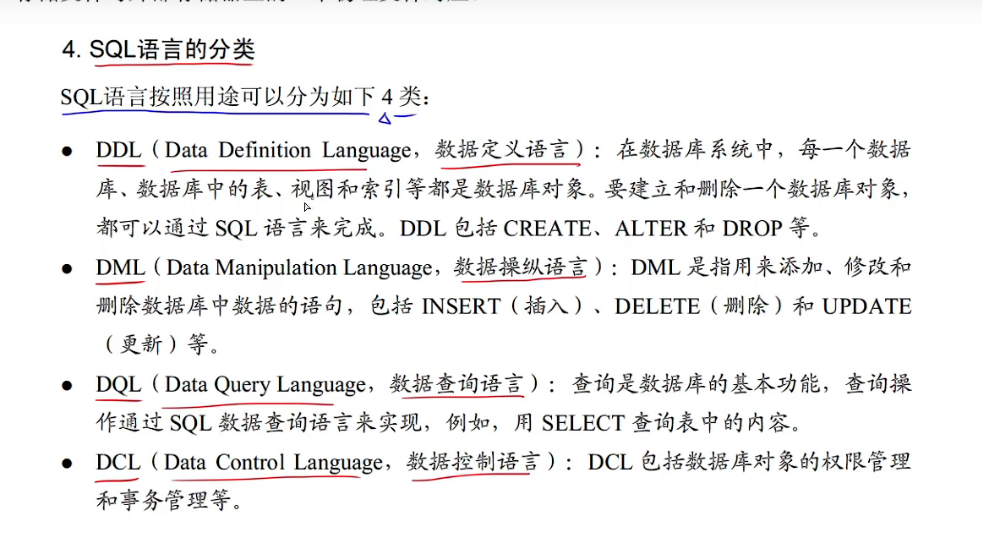 4. SQL语言的分类
SQL语言按照用途可以分为如下 4 类：
● DDL（Data Definition Language，数据定义语言）：在数据库系统中，每一个数据
库、数据库中的表、视图和索引等都是数据库对象。要建立和删除一个数据库对象，
都可以通过 SQL 语言来完成。DDL 包括 CREATE、ALTER 和 DROP 等。
● DML（Data Manipulation Language，数据操纵语言）：DML 是指用来添加、修改和
删除数据库中数据的语句，包括 INSERT（插入）、DELETE（删除）和 UPDATE
（更新）等。
● DQL（Data Query Language，数据查询语言）：查询是数据库的基本功能，查询操
作通过 SQL 数据查询语言来实现，例如，用 SELECT 查询表中的内容。
● DCL（Data Control Language，数据控制语言）：DCL 包括数据库对象的权限管理
和事务管理等。